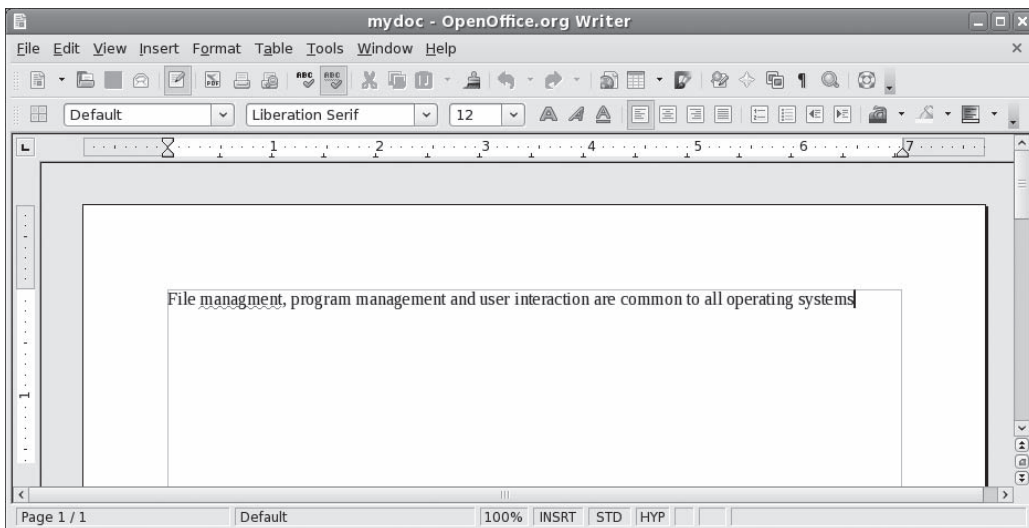 mydoc - OpenOffice.org Writer
File Edit View Insert Format Table Tools Window Help
Default Liberation Serif 12
1 2 3 4 5 6 7
File managment, program management and user interaction are common to all operating systems
1
Page 1 / 1 Default 100% INSRT STD HYP